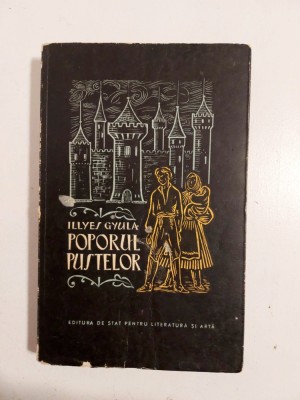 ILLYES GYULA
POPORUL
PUSTELOR
EDITURA DE STAT PENTRU LITERATURA ȘI ARTĂ